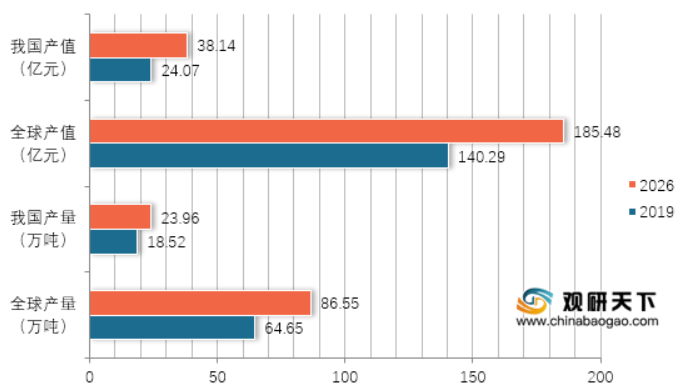 我国产值
（亿元）
38.14
24.07
全球产值
（亿元）
185.48
140.29
我国产量
（万吨）
23.96
18.52
全球产量
（万吨）
86.55
64.65
0
50
100
150
200
2026
2019
观研天下
www.chinabaogao.com